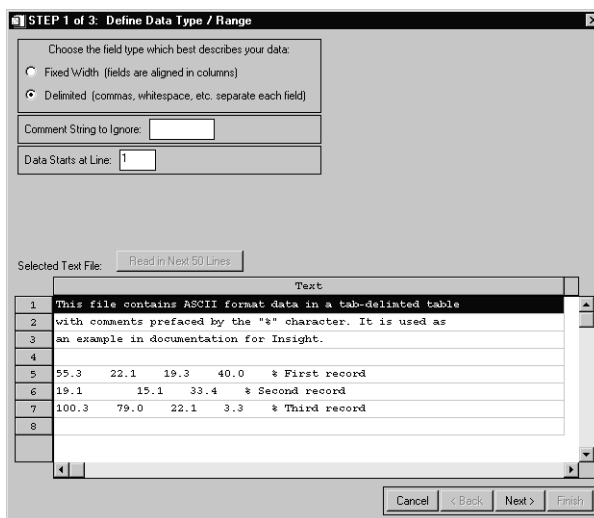 STEP 1 of 3: Define Data Type / Range
Choose the field type which best describes your data:
Fixed Width (fields are aligned in columns)
Delimited (commas, whitespace, etc. separate each field)
Comment String to Ignore:
Data Starts at Line: 1
Selected Text File: Read in Next 50 Lines
Text
1 This file contains ASCII format data in a tab-delimted table
2 with comments prefaced by the "%" character. It is used as
3 an example in documentation for Insight.
4
5 55.3 22.1 19.3 40.0 % First record
6 19.1 15.1 33.4 % Second record
7 100.3 79.0 22.1 3.3 % Third record
8
Cancel < Back Next > Finish